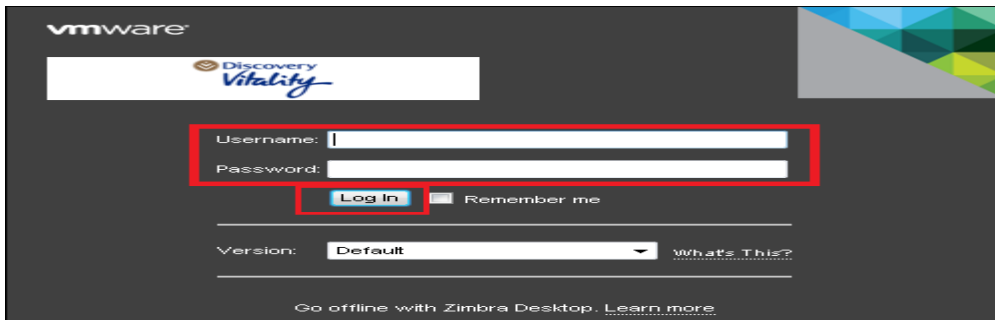 vmware
Discovery
Vitality
Username:
Password:
Log In Remember me
Version: Default What's This?
Go offline with Zimbra Desktop. Learn more